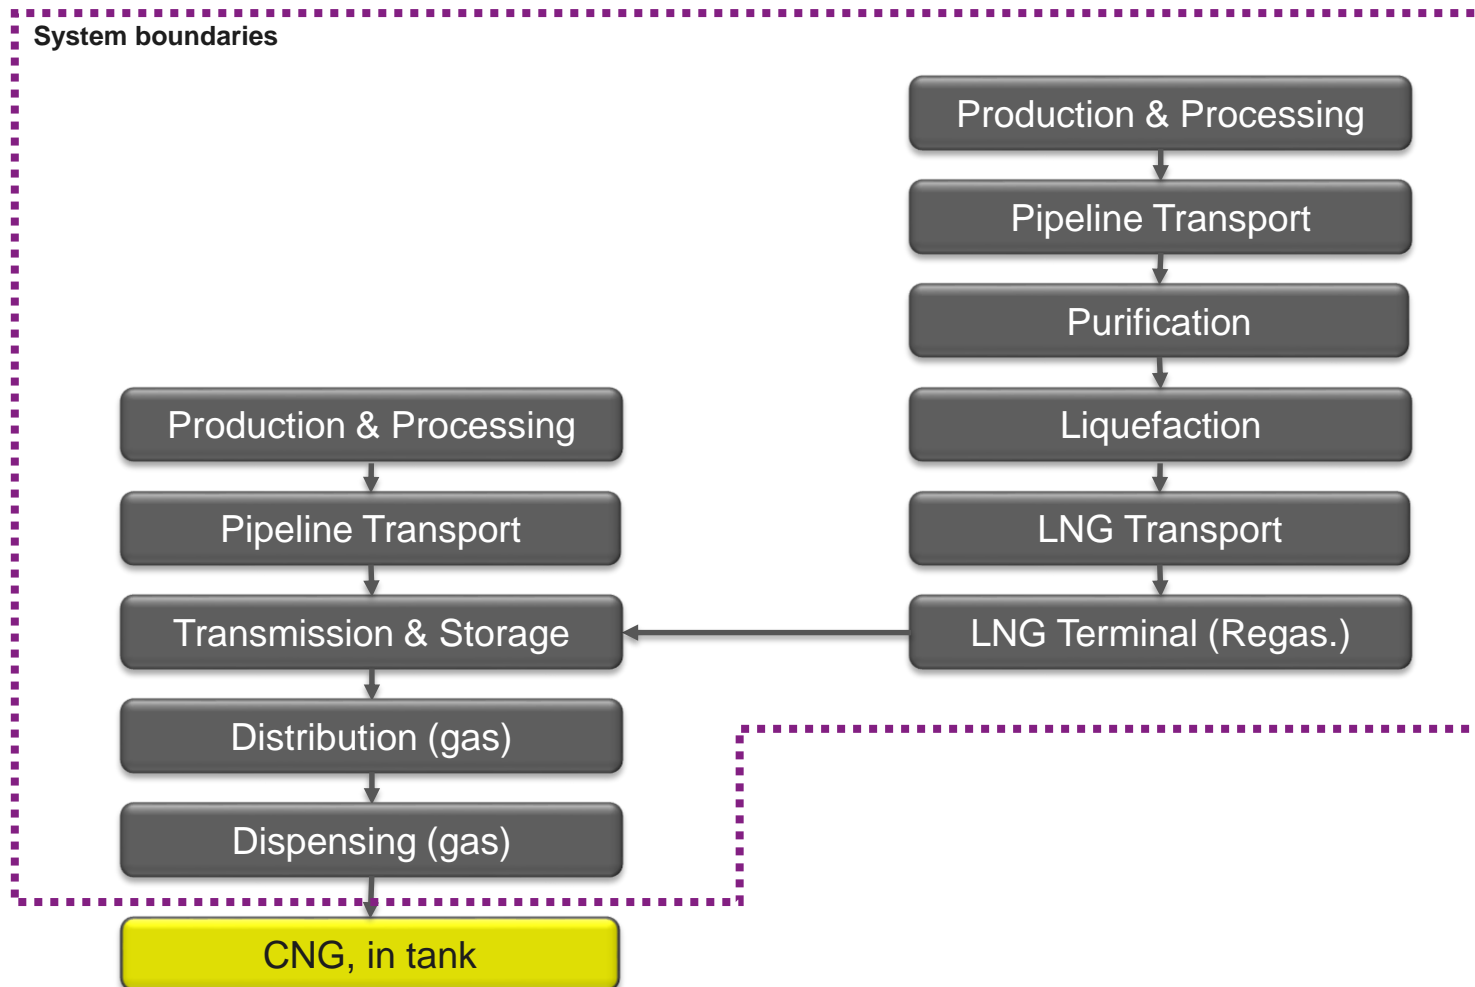 System boundaries
Production & Processing
Pipeline Transport
Purification
Liquefaction
LNG Transport
LNG Terminal (Regas.)
Production & Processing
Pipeline Transport
Transmission & Storage
Distribution (gas)
Dispensing (gas)
CNG, in tank